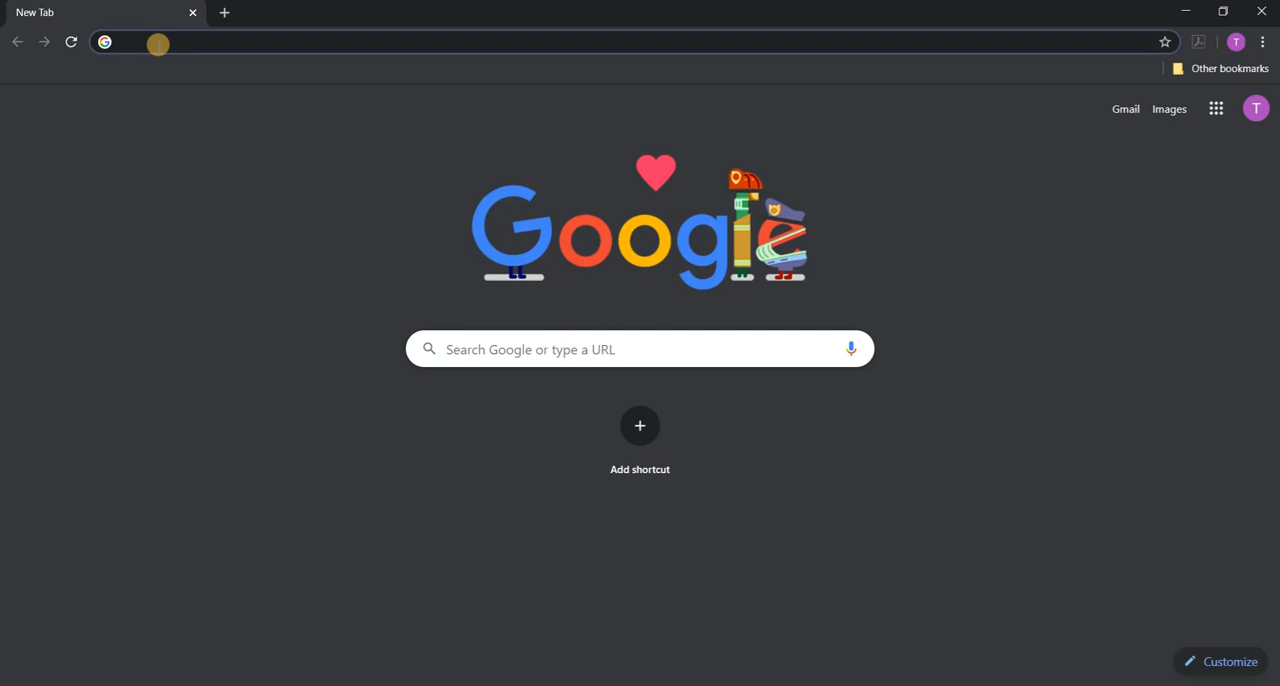 New Tab
T
Other bookmarks
Gmail Images
T
Google
Search Google or type a URL
Add shortcut
Customize